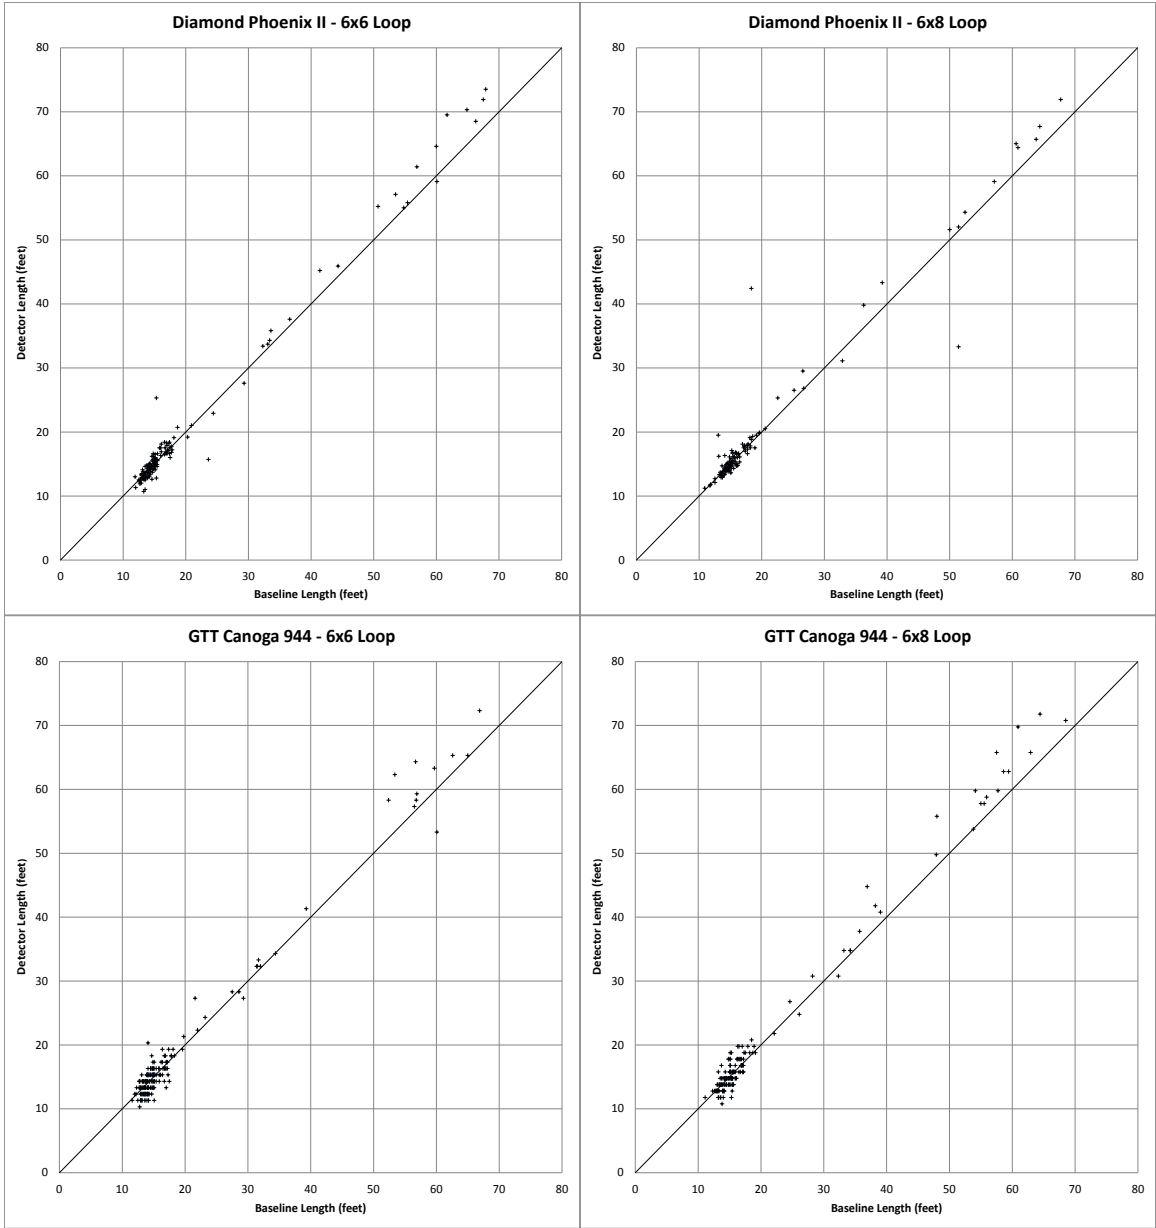 Diamond Phoenix II - 6x6 Loop
80
70
60
50
40
30
20
10
0
Detector Length (feet)
0 10 20 30 40 50 60 70 80
Baseline Length (feet)
Diamond Phoenix II - 6x8 Loop
80
70
60
50
40
30
20
10
0
Detector Length (feet)
0 10 20 30 40 50 60 70 80
Baseline Length (feet)
GTT Canoga 944 - 6x6 Loop
80
70
60
50
40
30
20
10
0
Detector Length (feet)
0 10 20 30 40 50 60 70 80
Baseline Length (feet)
GTT Canoga 944 - 6x8 Loop
80
70
60
50
40
30
20
10
0
Detector Length (feet)
0 10 20 30 40 50 60 70 80
Baseline Length (feet)